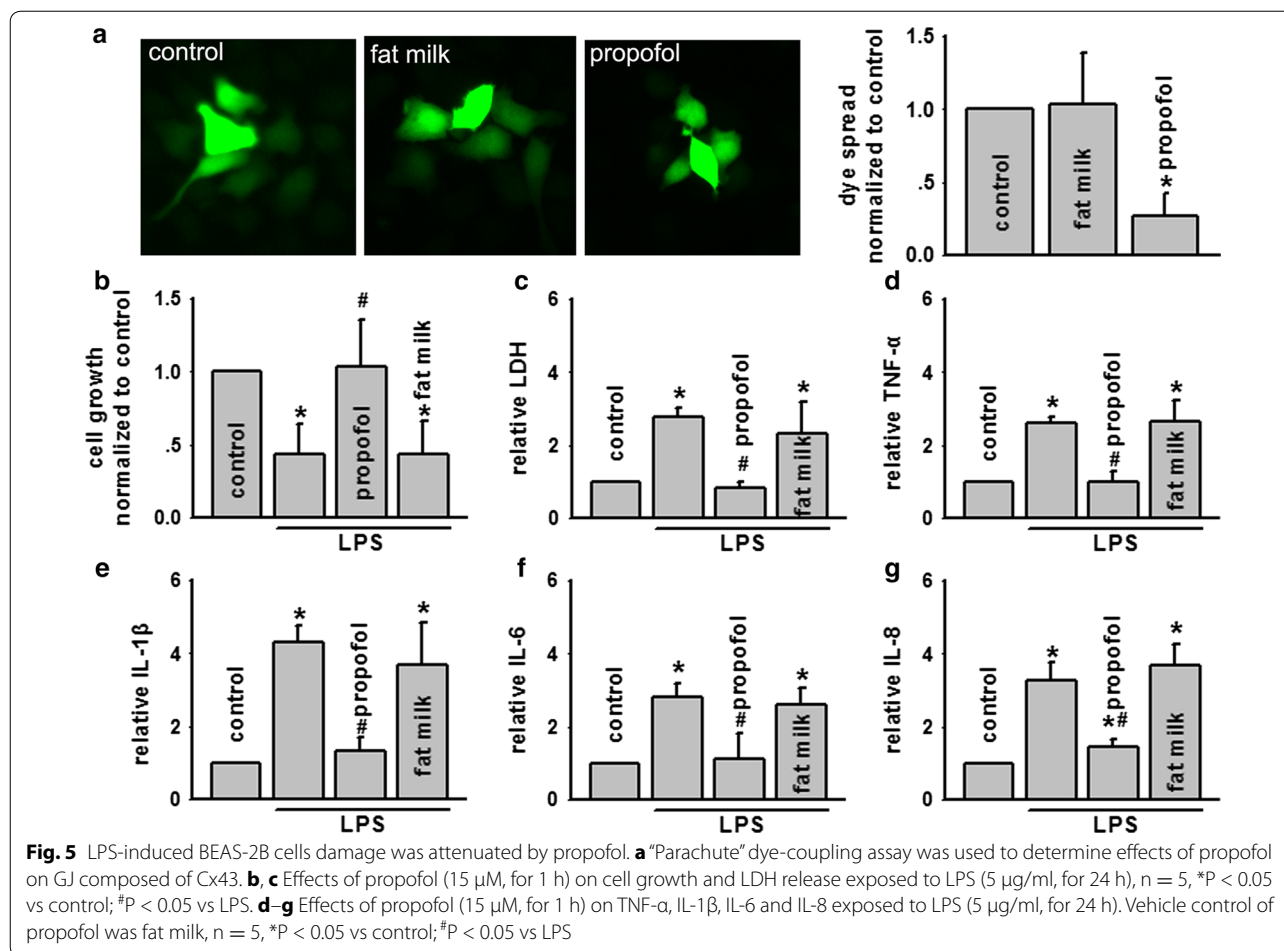 a
control
fat milk
propofol
dye spread
normalized to control
1.5
1.0
.5
0.0
control
fat milk
* propofol
b
cell growth
normalized to control
1.5
1.0
.5
0.0
control
*
#
propofol
* fat milk
LPS
c
relative LDH
6
4
2
0
control
*
# propofol
*
fat milk
LPS
d
relative TNF-α
6
4
2
0
control
*
# propofol
*
fat milk
LPS
e
relative IL-1β
6
4
2
0
control
*
# propofol
*
fat milk
LPS
f
relative IL-6
6
4
2
0
control
*
# propofol
*
fat milk
LPS
g
relative IL-8
6
4
2
0
control
*
*# propofol
*
fat milk
LPS
Fig. 5 LPS-induced BEAS-2B cells damage was attenuated by propofol. a "Parachute" dye-coupling assay was used to determine effects of propofol
on GJ composed of Cx43. b, c Effects of propofol (15 μM, for 1 h) on cell growth and LDH release exposed to LPS (5 μg/ml, for 24 h), n = 5, *P < 0.05
vs control; #P < 0.05 vs LPS. d–g Effects of propofol (15 μM, for 1 h) on TNF-α, IL-1β, IL-6 and IL-8 exposed to LPS (5 μg/ml, for 24 h). Vehicle control of
propofol was fat milk, n = 5, *P < 0.05 vs control; #P < 0.05 vs LPS